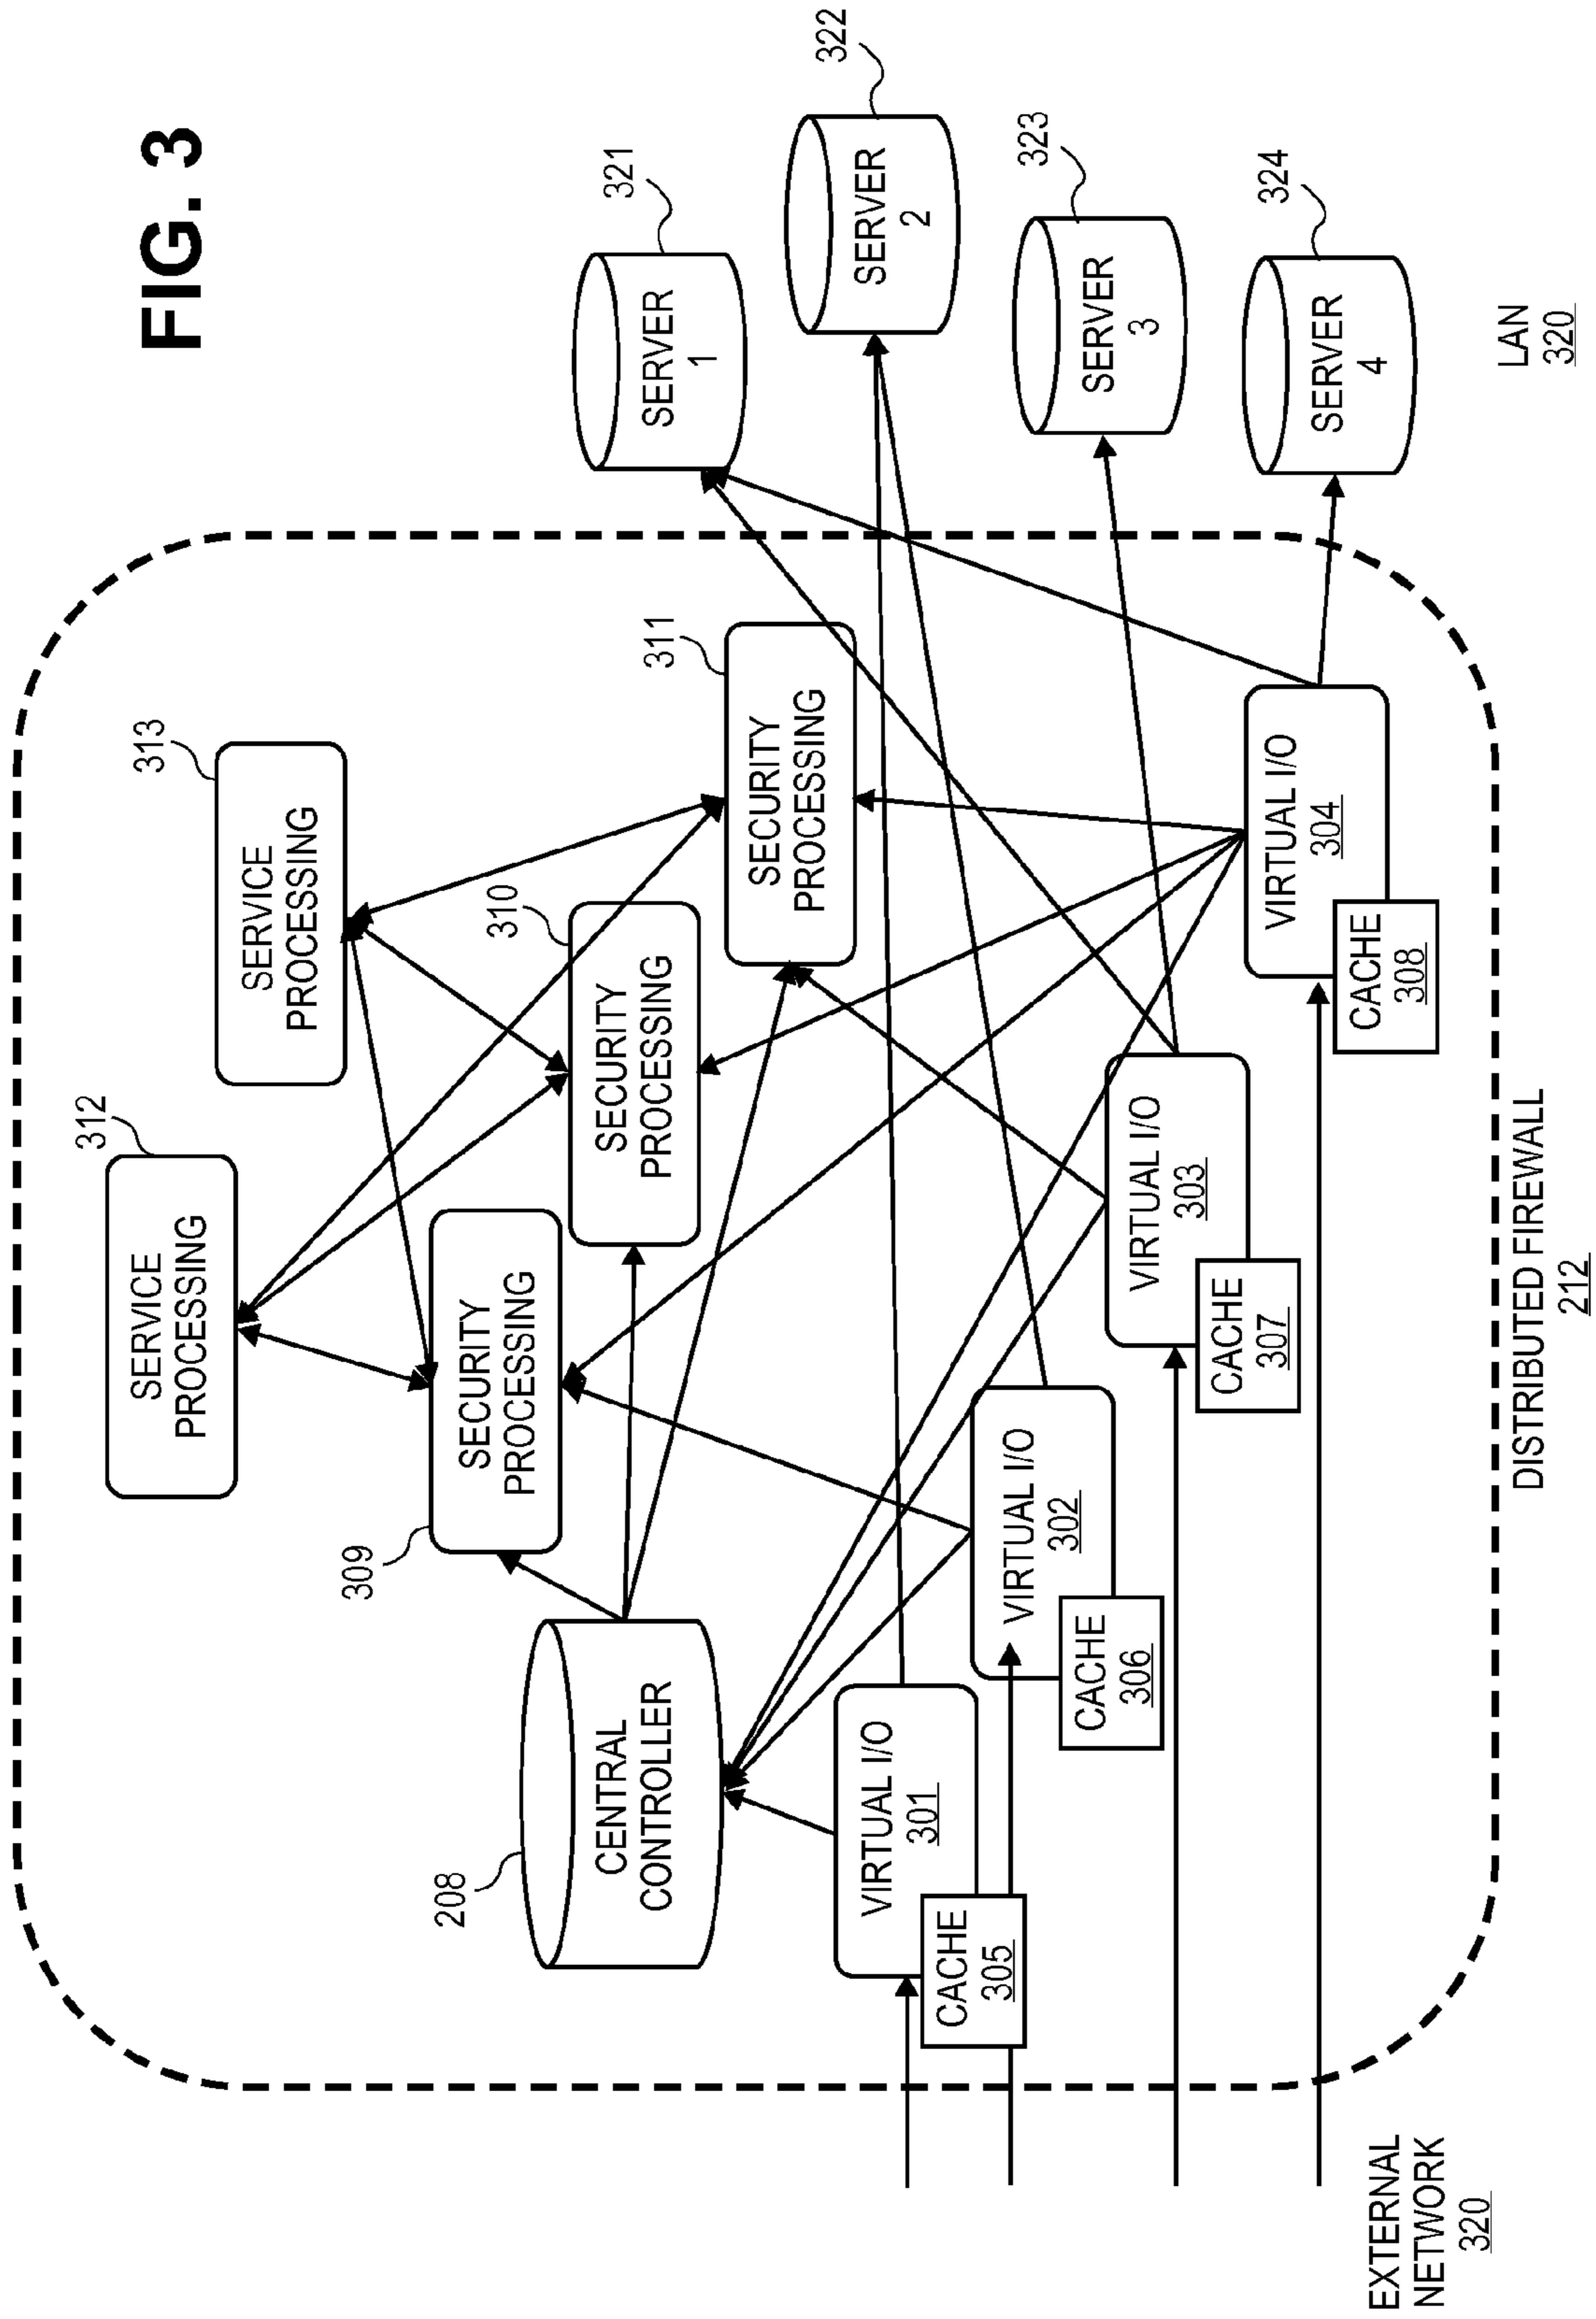 FIG. 3
312
SERVICE
PROCESSING
313
SERVICE
PROCESSING
309
SECURITY
PROCESSING
310
SECURITY
PROCESSING
311
SECURITY
PROCESSING
208
CENTRAL
CONTROLLER
VIRTUAL I/O
301
CACHE
305
VIRTUAL I/O
302
CACHE
306
VIRTUAL I/O
303
CACHE
307
VIRTUAL I/O
304
CACHE
308
321
SERVER
1
322
SERVER
2
323
SERVER
3
324
SERVER
4
EXTERNAL
NETWORK
320
DISTRIBUTED FIREWALL
212
LAN
320